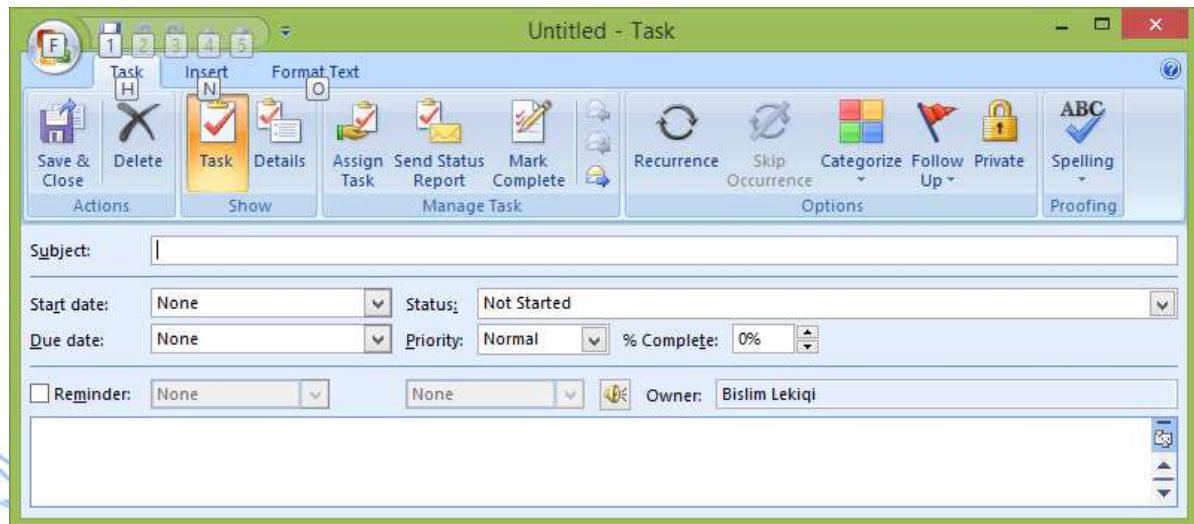 Untitled - Task
F 1 2 3 4 5
Task Insert Format Text
H N O
Save & Close Delete Task Details Assign Task Send Status Report Mark Complete Recurrence Skip Occurrence Categorize Follow Up Private ABC Spelling
Actions Show Manage Task Options Proofing
Subject:
Start date: None Status: Not Started
Due date: None Priority: Normal % Complete: 0%
Reminder: None None Owner: Bislim Lekiqi